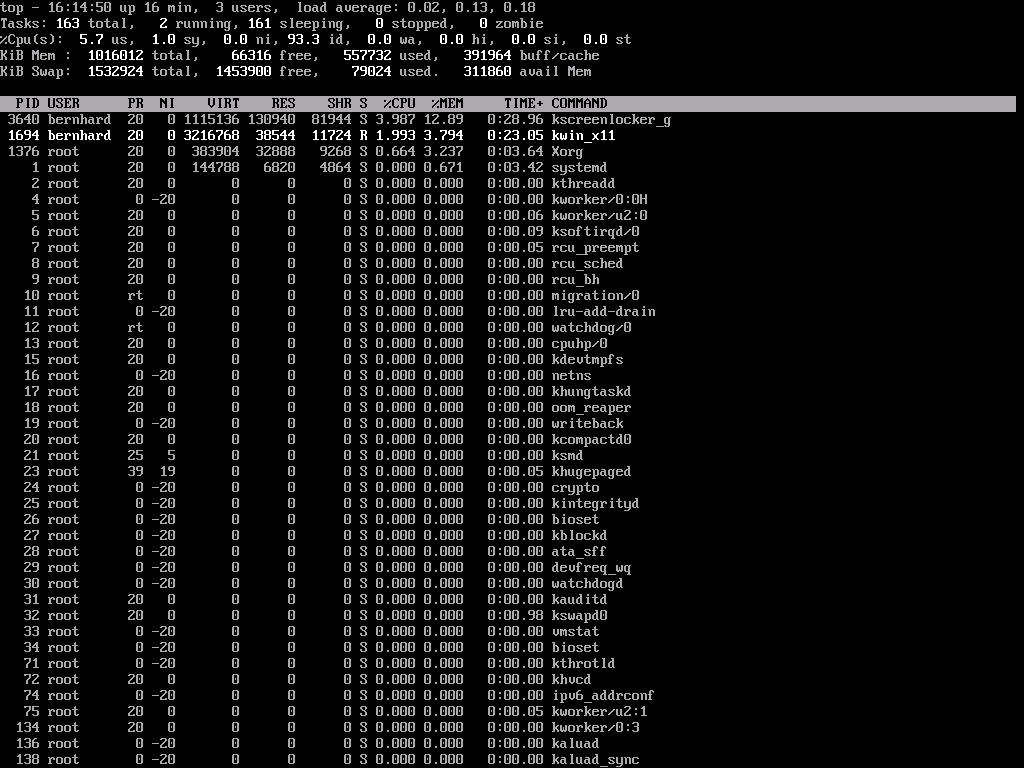 top - 16:14:50 up 16 min,  3 users,  load average: 0.02, 0.13, 0.18
Tasks: 163 total,   2 running, 161 sleeping,   0 stopped,   0 zombie
%Cpu(s):  5.7 us,  1.0 sy,  0.0 ni, 93.3 id,  0.0 wa,  0.0 hi,  0.0 si,  0.0 st
KiB Mem :  1016012 total,    66316 free,   557732 used,   391964 buff/cache
KiB Swap:  1532924 total,  1453900 free,    79024 used.   311860 avail Mem
  PID USER      PR  NI    VIRT    RES    SHR S  %CPU  %MEM     TIME+ COMMAND
 3640 bernhard  20   0 1115136 130940  81944 S 3.987 12.89   0:28.96 kscreenlocker_g
 1694 bernhard  20   0 3216768  38544  11724 R 1.993 3.794   0:23.05 kwin_x11
 1376 root      20   0  383904  32888   9268 S 0.664 3.237   0:03.64 Xorg
    1 root      20   0  144788   6820   4864 S 0.000 0.671   0:03.42 systemd
    2 root      20   0       0      0      0 S 0.000 0.000   0:00.00 kthreadd
    4 root       0 -20       0      0      0 S 0.000 0.000   0:00.00 kworker/0:0H
    5 root      20   0       0      0      0 S 0.000 0.000   0:00.06 kworker/u2:0
    6 root      20   0       0      0      0 S 0.000 0.000   0:00.09 ksoftirqd/0
    7 root      20   0       0      0      0 S 0.000 0.000   0:00.05 rcu_preempt
    8 root      20   0       0      0      0 S 0.000 0.000   0:00.00 rcu_sched
    9 root      20   0       0      0      0 S 0.000 0.000   0:00.00 rcu_bh
   10 root      rt   0       0      0      0 S 0.000 0.000   0:00.00 migration/0
   11 root       0 -20       0      0      0 S 0.000 0.000   0:00.00 lru-add-drain
   12 root      rt   0       0      0      0 S 0.000 0.000   0:00.00 watchdog/0
   13 root      20   0       0      0      0 S 0.000 0.000   0:00.00 cpuhp/0
   15 root      20   0       0      0      0 S 0.000 0.000   0:00.00 kdevtmpfs
   16 root       0 -20       0      0      0 S 0.000 0.000   0:00.00 netns
   17 root      20   0       0      0      0 S 0.000 0.000   0:00.00 khungtaskd
   18 root      20   0       0      0      0 S 0.000 0.000   0:00.00 oom_reaper
   19 root       0 -20       0      0      0 S 0.000 0.000   0:00.00 writeback
   20 root      20   0       0      0      0 S 0.000 0.000   0:00.00 kcompactd0
   21 root      25   5       0      0      0 S 0.000 0.000   0:00.00 ksmd
   23 root      39  19       0      0      0 S 0.000 0.000   0:00.05 khugepaged
   24 root       0 -20       0      0      0 S 0.000 0.000   0:00.00 crypto
   25 root       0 -20       0      0      0 S 0.000 0.000   0:00.00 kintegrityd
   26 root       0 -20       0      0      0 S 0.000 0.000   0:00.00 bioset
   27 root       0 -20       0      0      0 S 0.000 0.000   0:00.00 kblockd
   28 root       0 -20       0      0      0 S 0.000 0.000   0:00.00 ata_sff
   29 root       0 -20       0      0      0 S 0.000 0.000   0:00.00 devfreq_wq
   30 root       0 -20       0      0      0 S 0.000 0.000   0:00.00 watchdogd
   31 root      20   0       0      0      0 S 0.000 0.000   0:00.00 kauditd
   32 root      20   0       0      0      0 S 0.000 0.000   0:00.98 kswapd0
   33 root       0 -20       0      0      0 S 0.000 0.000   0:00.00 vmstat
   34 root       0 -20       0      0      0 S 0.000 0.000   0:00.00 bioset
   71 root       0 -20       0      0      0 S 0.000 0.000   0:00.00 kthrotld
   72 root      20   0       0      0      0 S 0.000 0.000   0:00.00 khvcd
   74 root       0 -20       0      0      0 S 0.000 0.000   0:00.00 ipv6_addrconf
   75 root      20   0       0      0      0 S 0.000 0.000   0:00.05 kworker/u2:1
  134 root      20   0       0      0      0 S 0.000 0.000   0:00.00 kworker/0:3
  136 root       0 -20       0      0      0 S 0.000 0.000   0:00.00 kaluad
  138 root       0 -20       0      0      0 S 0.000 0.000   0:00.00 kaluad_sync